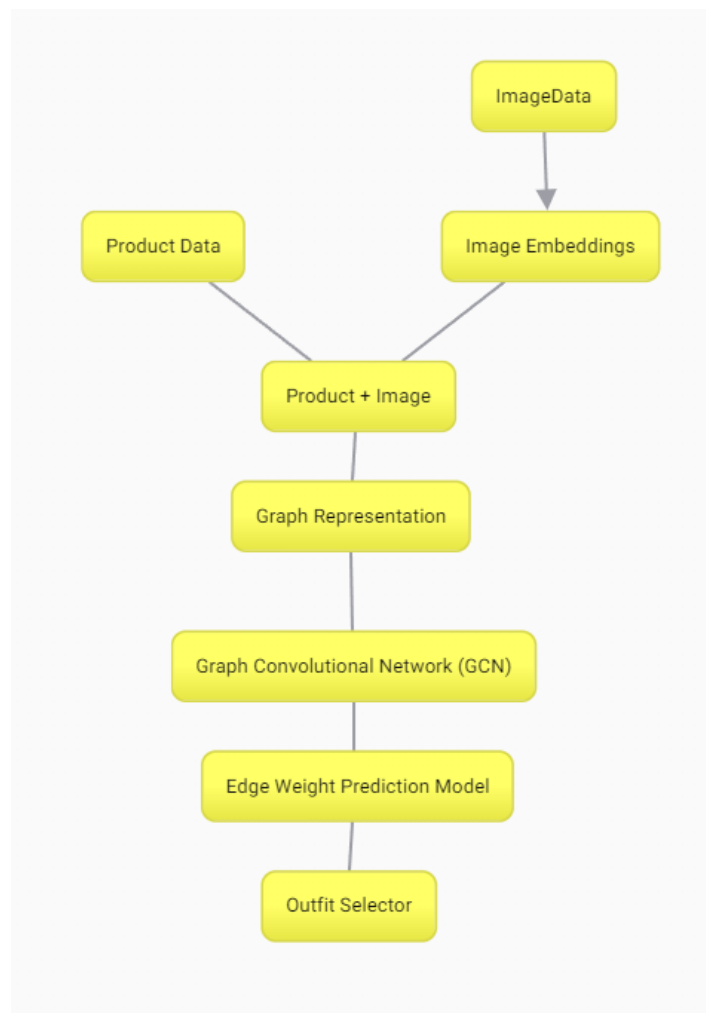 ImageData
Product Data
Image Embeddings
Product + Image
Graph Representation
Graph Convolutional Network (GCN)
Edge Weight Prediction Model
Outfit Selector